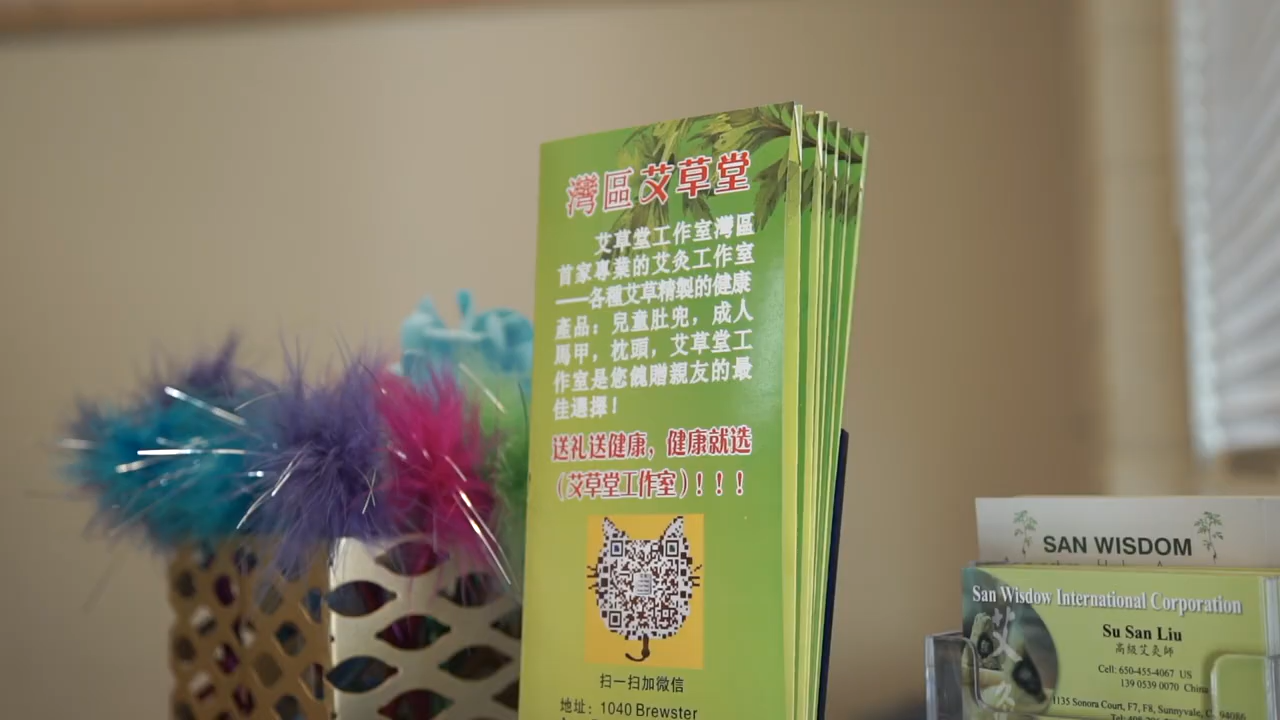 灣區艾草堂
艾草堂工作室灣區
首家專業的艾灸工作室
——各種艾草精製的健康
產品：兒童肚兜，成人
馬甲，枕頭，艾草堂工
作室是您餽贈親友的最
佳選擇！
送礼送健康，健康就选
（艾草堂工作室）！！！
扫一扫加微信
地址：1040 Brewster
SAN WISDOM
San Wisdow International Corporation
艾
Su San Liu
高級艾灸師
Cell: 650-455-4067 US
139 0539 0070 China
1135 Sonora Court, F7, F8, Sunnyvale, C 94086